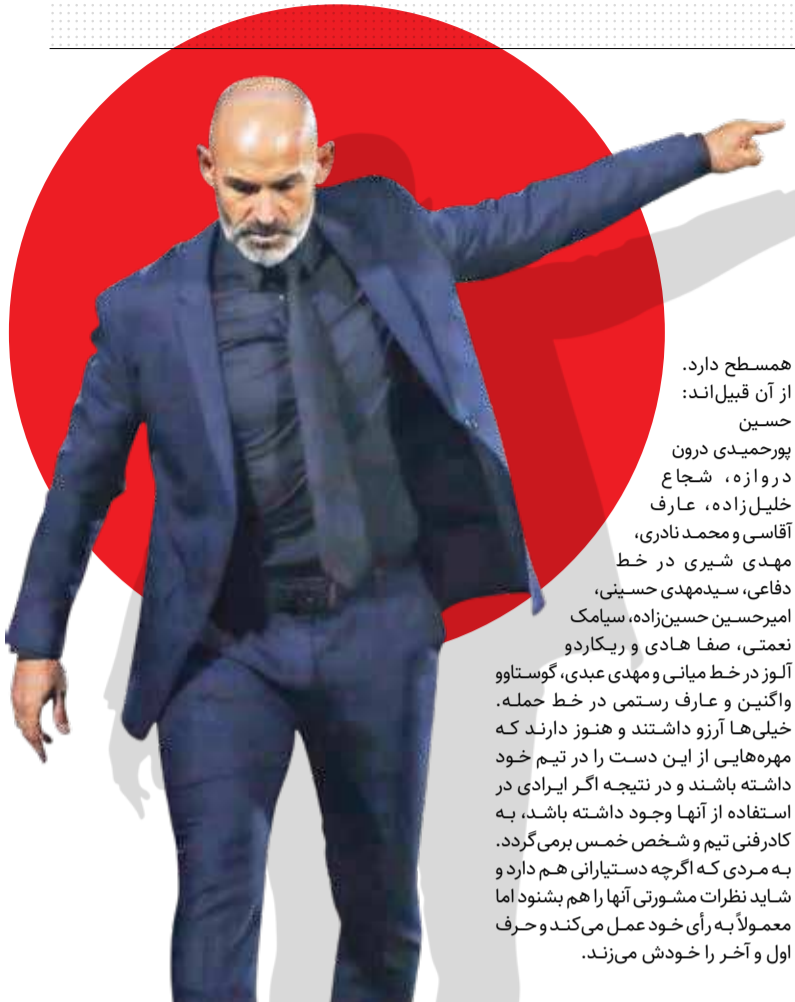 همسطح دارد.
از آن قبیل‌اند:
حسین
پورحمیدی درون
دروازه، شجاع
خلیل‌زاده، عارف
آقاسی و محمد نادری،
مهدی شیری در خط
دفاعی، سیدمهدی حسینی،
امیرحسین حسین‌زاده، سیامک
نعمتی، صفا هادی و ریکاردو
آلوز در خط میانی و مهدی عبدی، گوستاوو
واگنین و عارف رستمی در خط حمله.
خیلی‌ها آرزو داشتند و هنوز دارند که
مهره‌هایی از این دست را در تیم خود
داشته باشند و در نتیجه اگر ایرادی در
استفاده از آنها وجود داشته باشد، به
کادرفنی تیم و شخص خمس برمی‌گردد.
به مردی که اگرچه دستیارانی هم دارد و
شاید نظرات مشورتی آنها را هم بشنود اما
معمولاً به رأی خود عمل می‌کند و حرف
اول و آخر را خودش می‌زند.